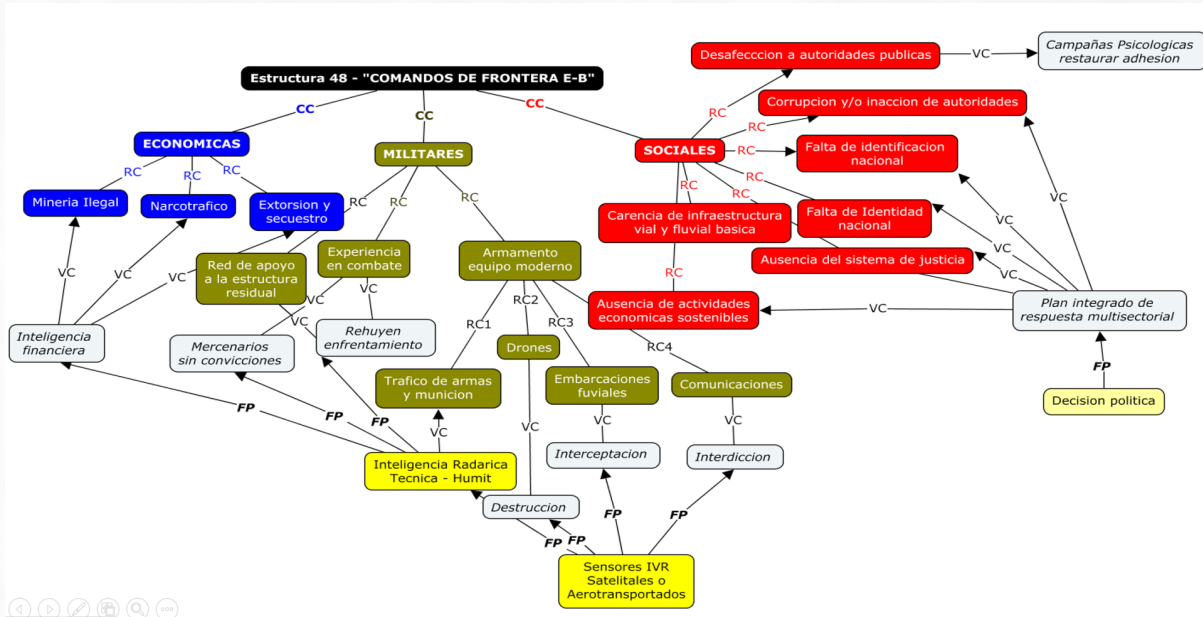 Desafecccion a autoridades publicas
VC
Campañas Psicologicas
restaurar adhesion
Estructura 48 - "COMANDOS DE FRONTERA E-B"
CC
CC
CC
RC
Corrupcion y/o inaccion de autoridades
RC
ECONOMICAS
MILITARES
SOCIALES
RC
Falta de identificacion
nacional
RC
RC
RC
RC
RC
RC
RC
RC
VC
Mineria Ilegal
Narcotrafico
Extorsion y
secuestro
Carencia de infraestructura
vial y fluvial basica
Falta de Identidad
nacional
VC
VC
Experiencia
en combate
Armamento
equipo moderno
Ausencia del sistema de justicia
VC
VC
VC
VC
Red de apoyo
a la estructura
residual
RC
VC
VC
RC2
Ausencia de actividades
economicas sostenibles
VC
Plan integrado de
respuesta multisectorial
VC
RC1
RC3
Inteligencia
financiera
Mercenarios
sin convicciones
Rehuyen
enfrentamiento
Drones
RC4
FP
Trafico de armas
y municion
Embarcaciones
fuviales
Comunicaciones
Decision politica
FP
FP
FP
VC
VC
VC
VC
Inteligencia Radarica
Tecnica - Humit
Interceptacion
Interdiccion
Destruccion
FP
FP
FP
FP
Sensores IVR
Satelitales o
Aerotransportados